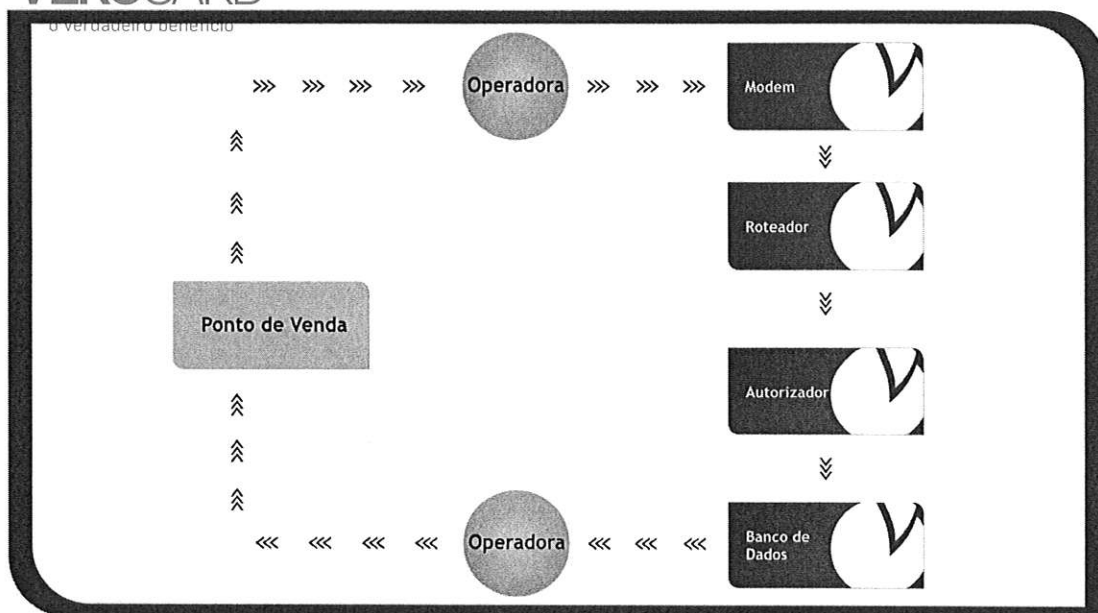 o verdadeiro benefício
Operadora
Modem
Roteador
Ponto de Venda
Autorizador
Operadora
Banco de
Dados